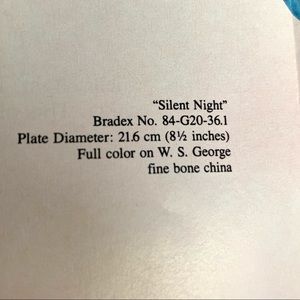 "Silent Night"
Bradex No. 84-G20-36.1
Plate Diameter: 21.6 cm (8½ inches)
Full color on W. S. George
fine bone china